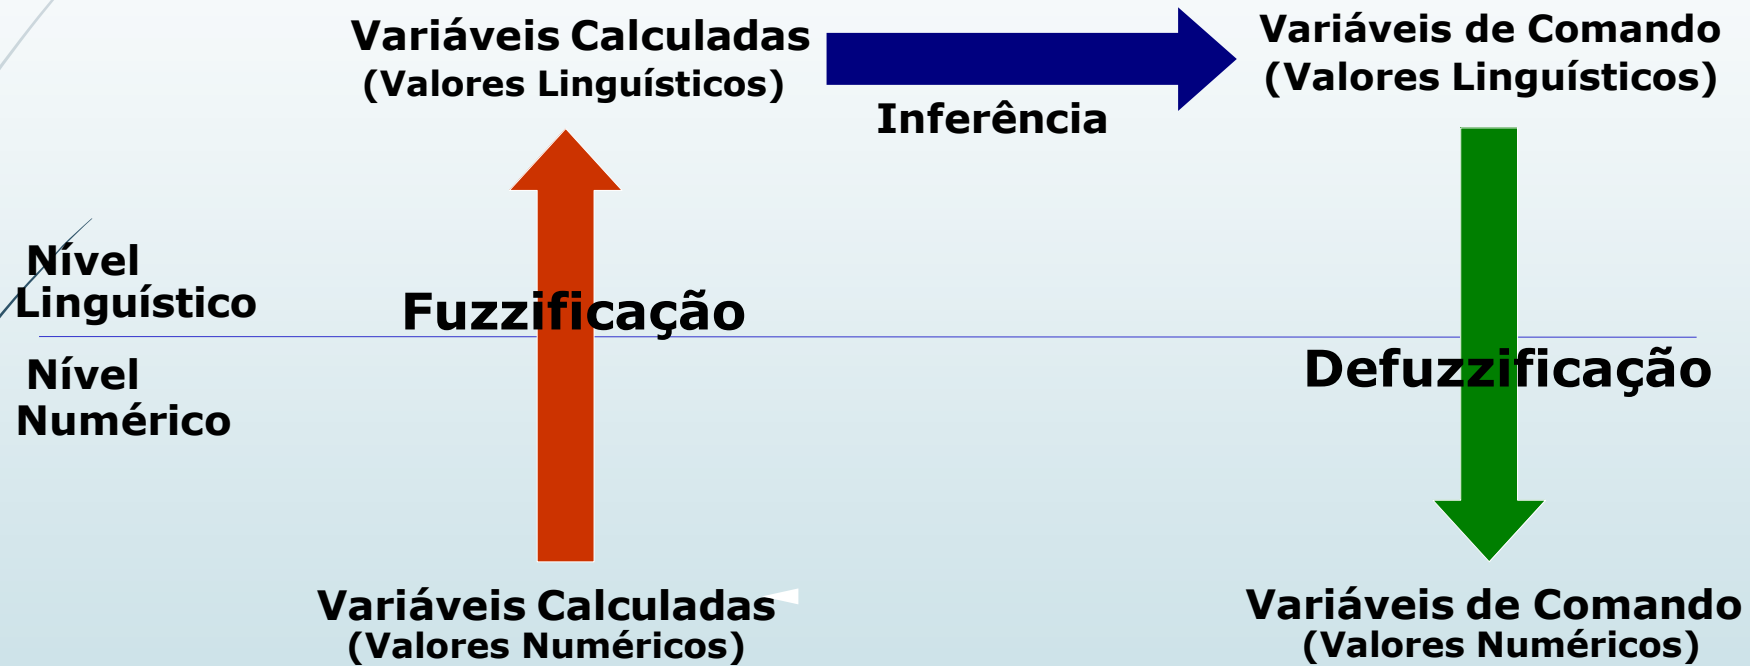 Variáveis Calculadas
(Valores Linguísticos)
Inferência
Variáveis de Comando
(Valores Linguísticos)
Nível
Linguístico
Fuzzificação
Nível
Numérico
Defuzzificação
Variáveis Calculadas
(Valores Numéricos)
Variáveis de Comando
(Valores Numéricos)